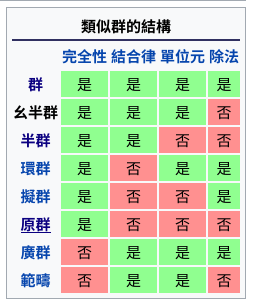 類似群的結構
完全性 結合律 單位元 除法
群 是 是 是 是
幺半群 是 是 是 否
半群 是 是 否 否
環群 是 否 是 是
擬群 是 否 否 是
原群 是 否 否 否
廣群 否 是 是 是
範疇 否 是 是 否